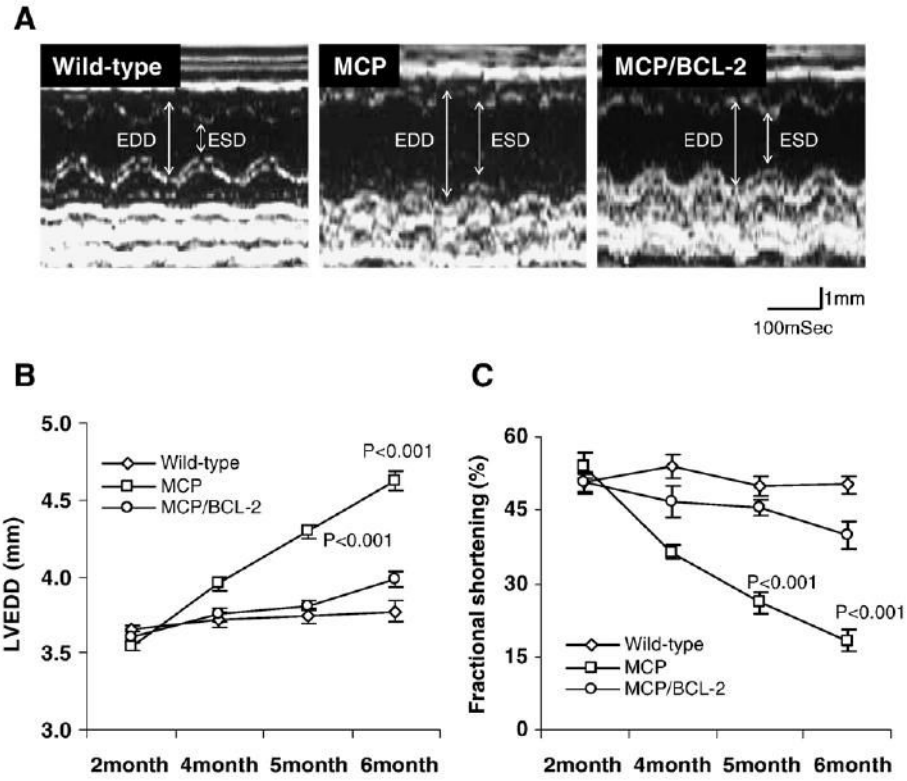 A
Wild-type
MCP
MCP/BCL-2
EDD
ESD
EDD
ESD
EDD
ESD
1mm
100mSec
B
LVEDD (mm)
5.0
4.5
4.0
3.5
3.0
Wild-type
MCP
MCP/BCL-2
P<0.001
P<0.001
2month 4month 5month 6month
C
Fractional shortening (%)
60
45
30
15
0
P<0.001
P<0.001
Wild-type
MCP
MCP/BCL-2
2month 4month 5month 6month